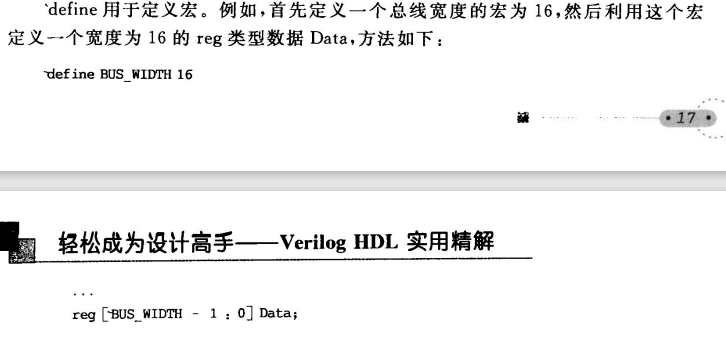 `define 用于定义宏。例如,首先定义一个总线宽度的宏为 16,然后利用这个宏
定义一个宽度为 16 的 reg 类型数据 Data,方法如下：
`define BUS_WIDTH 16
• 17 •
轻松成为设计高手——Verilog HDL 实用精解
...
reg [`BUS_WIDTH - 1 : 0] Data;